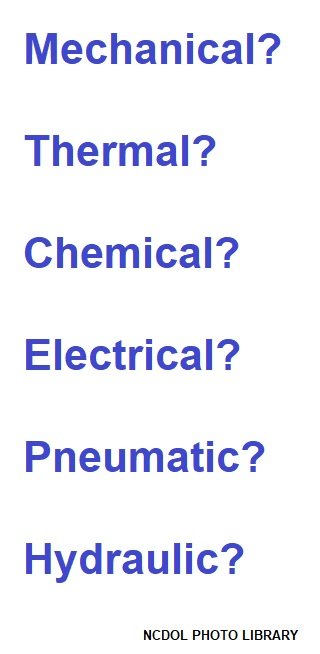 Mechanical?
Thermal?
Chemical?
Electrical?
Pneumatic?
Hydraulic?
NCDOL PHOTO LIBRARY